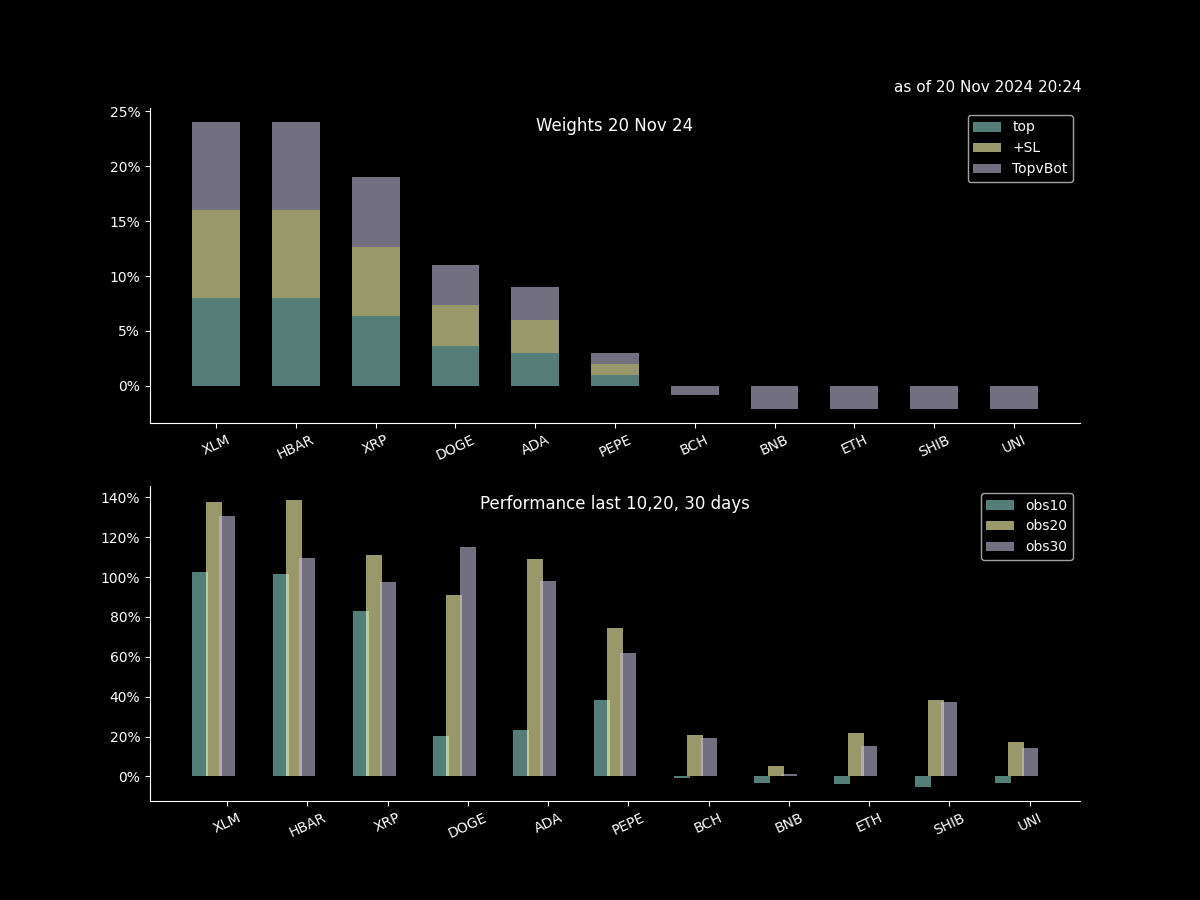 as of 20 Nov 2024 20:24
Weights 20 Nov 24
top
+SL
TopvBot
25%
20%
15%
10%
5%
0%
XLM HBAR XRP DOGE ADA PEPE BCH BNB ETH SHIB UNI
Performance last 10,20, 30 days
obs10
obs20
obs30
140%
120%
100%
80%
60%
40%
20%
0%
XLM HBAR XRP DOGE ADA PEPE BCH BNB ETH SHIB UNI